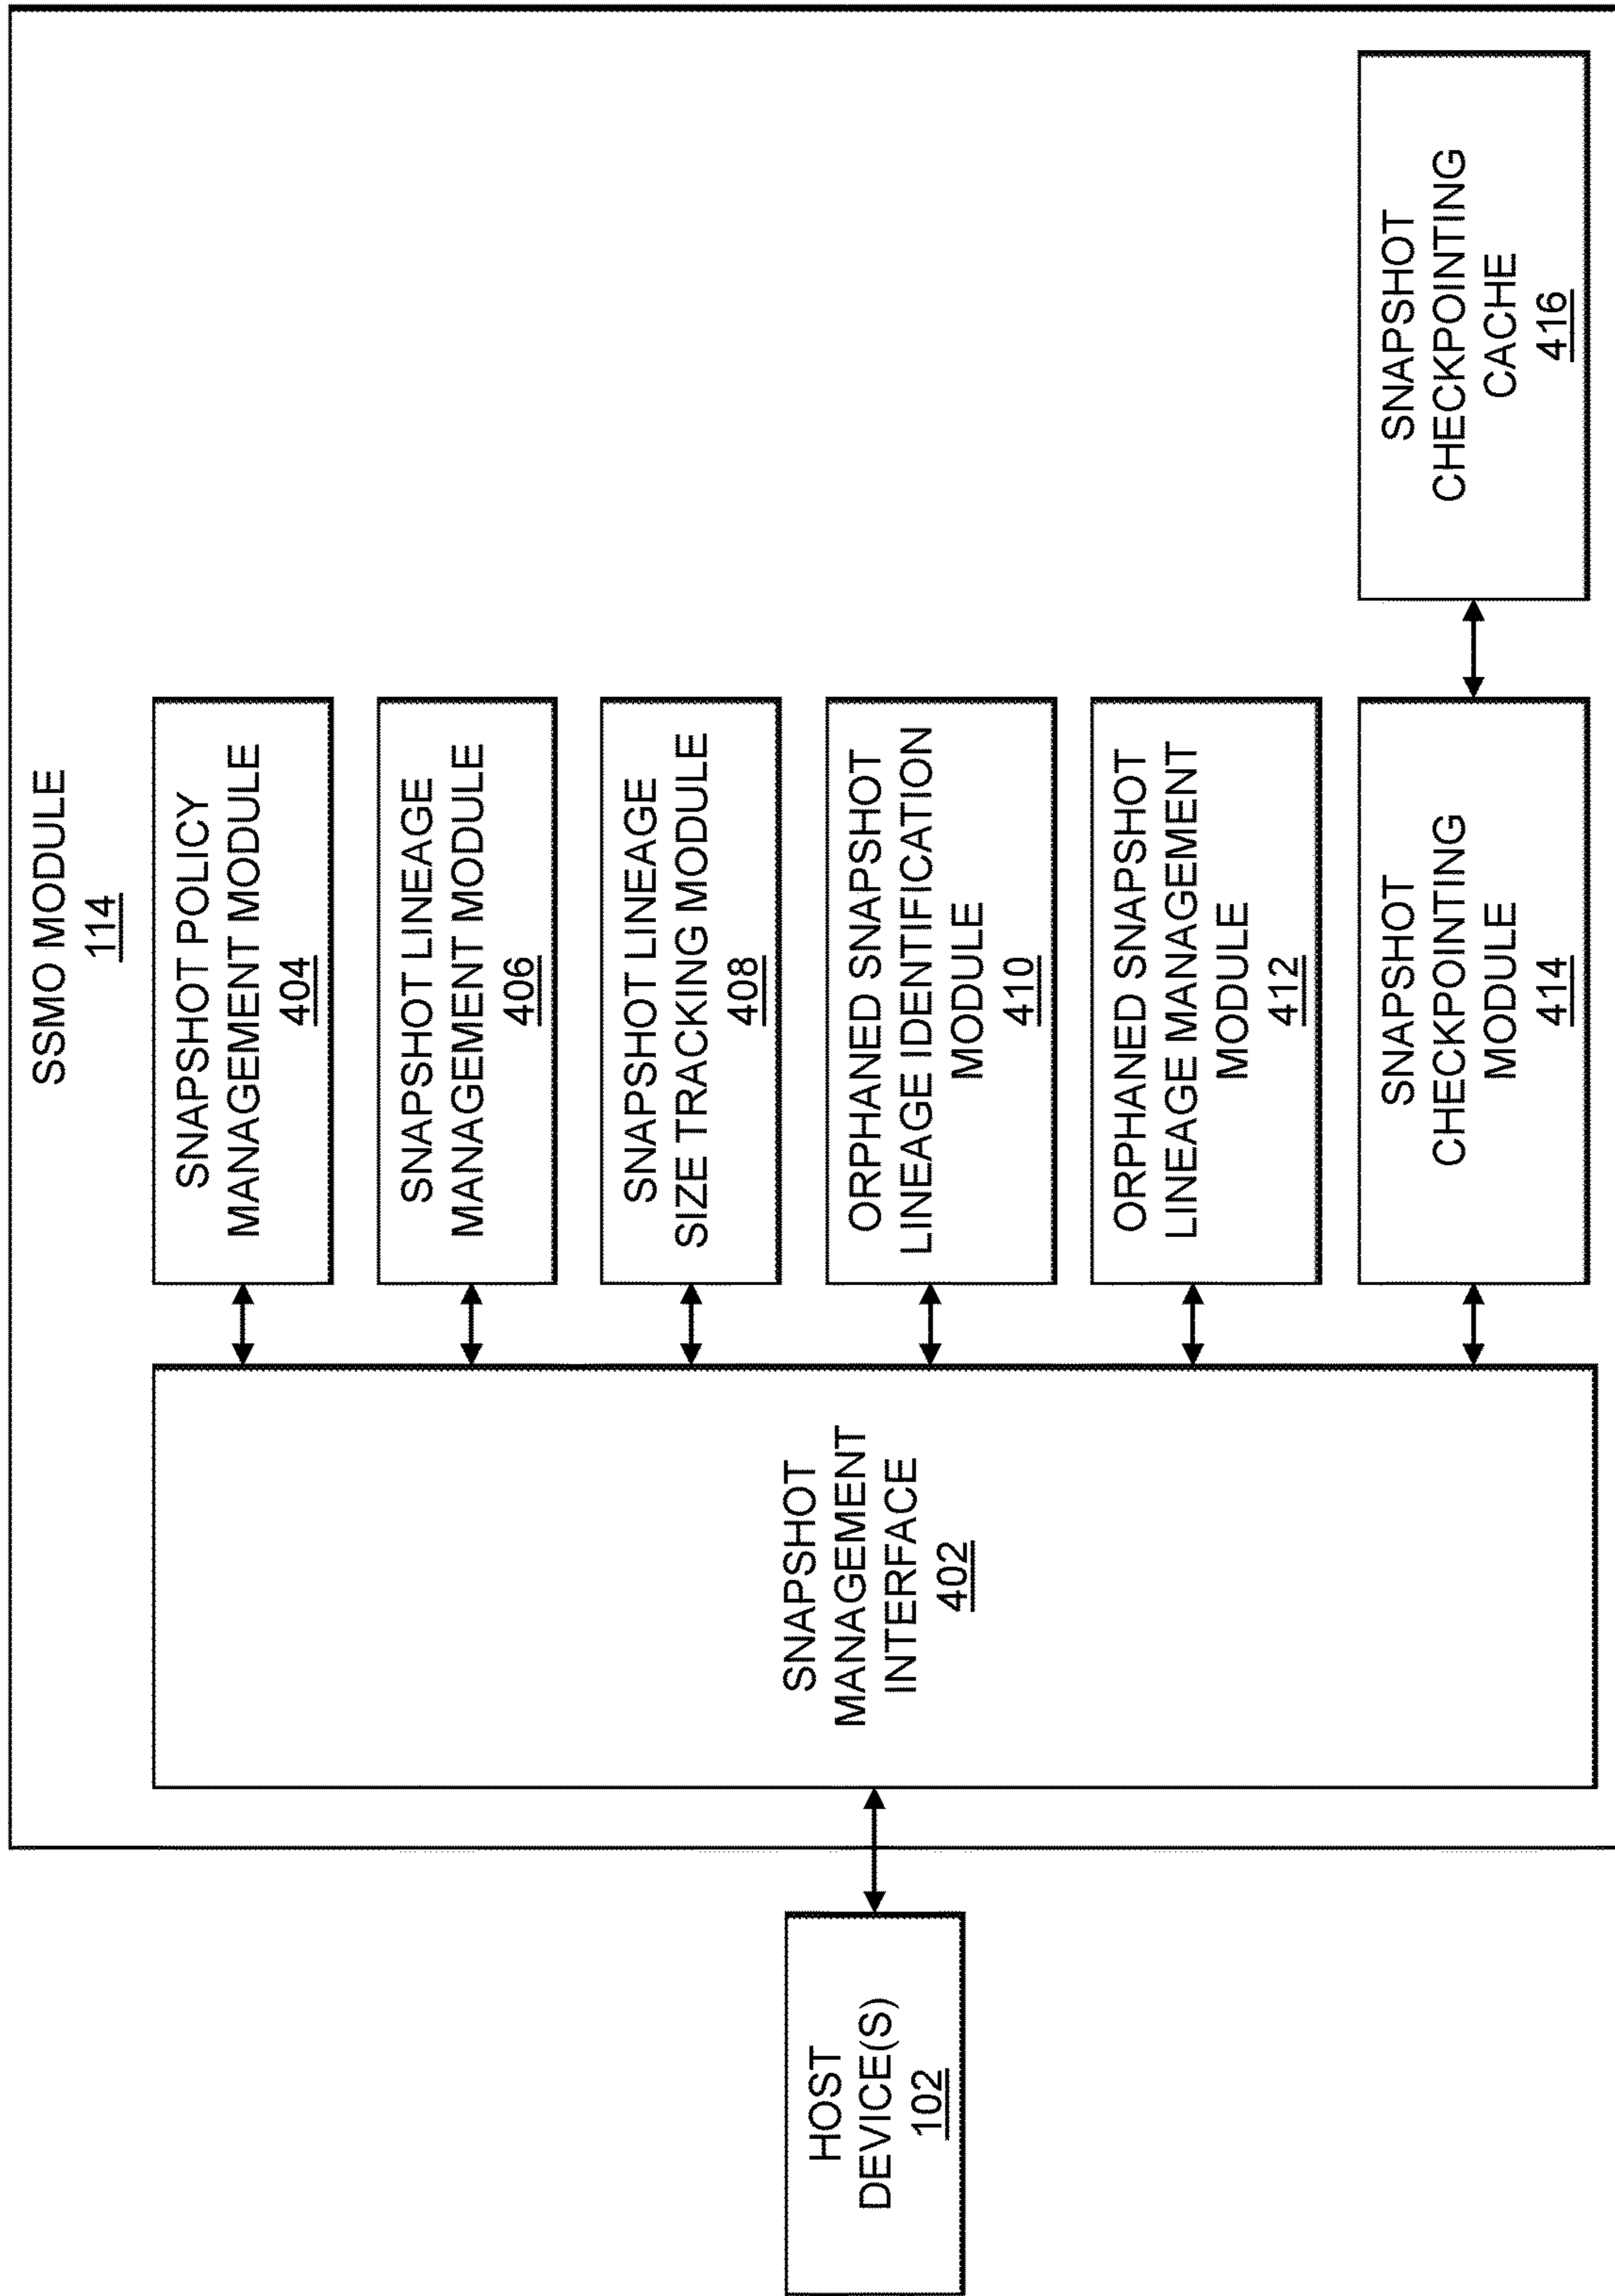 SSMO MODULE
114
SNAPSHOT POLICY
MANAGEMENT MODULE
404
SNAPSHOT LINEAGE
MANAGEMENT MODULE
406
SNAPSHOT LINEAGE
SIZE TRACKING MODULE
408
ORPHANED SNAPSHOT
LINEAGE IDENTIFICATION
MODULE
410
ORPHANED SNAPSHOT
LINEAGE MANAGEMENT
MODULE
412
SNAPSHOT
CHECKPOINTING
MODULE
414
SNAPSHOT
CHECKPOINTING
CACHE
416
SNAPSHOT
MANAGEMENT
INTERFACE
402
HOST
DEVICE(S)
102